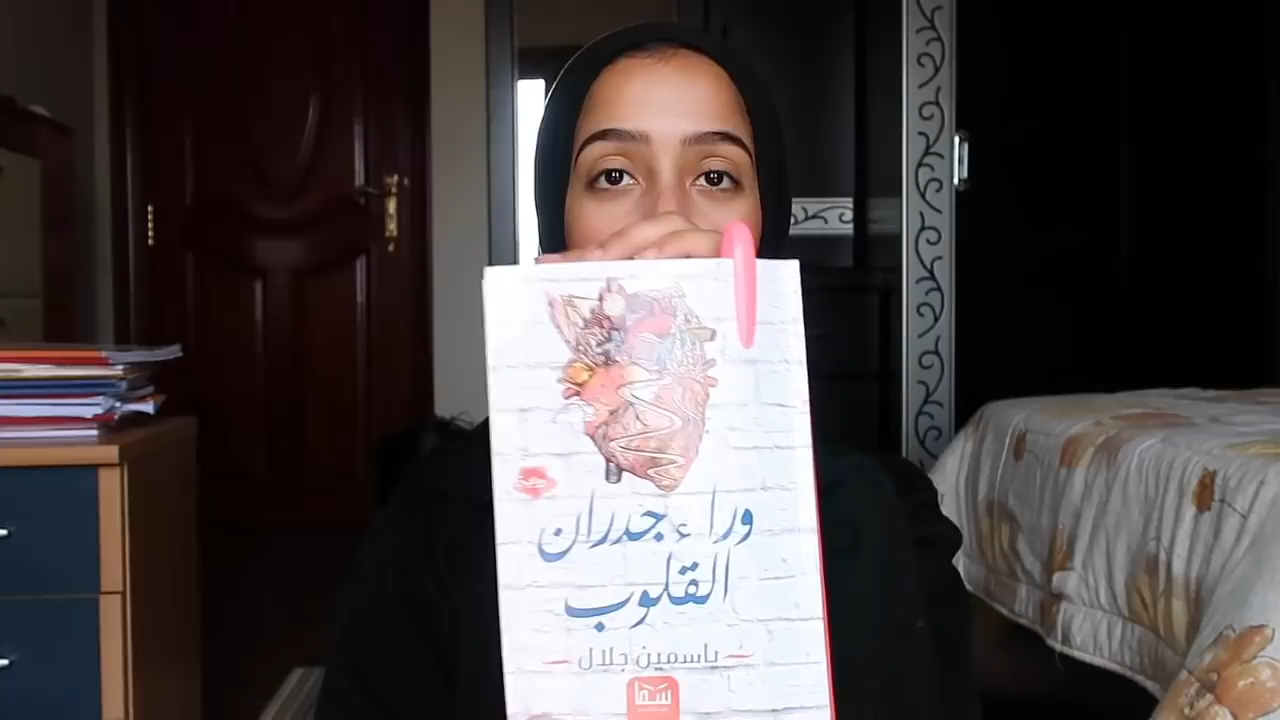 وراء جدران
القلوب
ياسمين جلال
سما